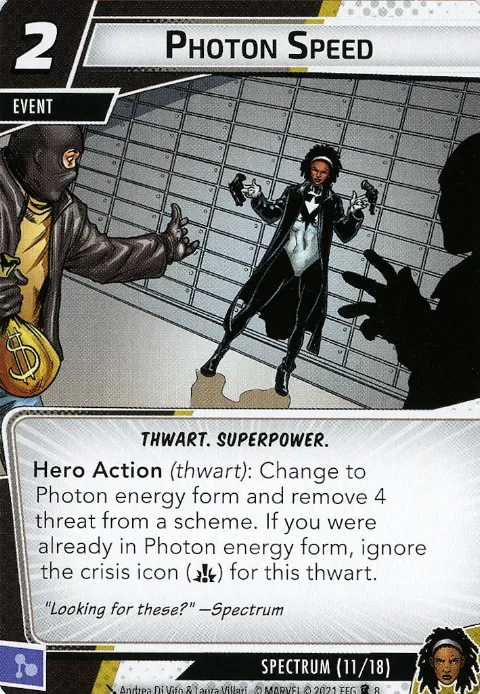 2
PHOTON SPEED
EVENT
$
THWART. SUPERPOWER.
Hero Action (thwart): Change to
Photon energy form and remove 4
threat from a scheme. If you were
already in Photon energy form, ignore
the crisis icon ( ) for this thwart.
"Looking for these?" —Spectrum
SPECTRUM (11/18)
Andrea Di Vito & Laura Villari. © MARVEL © 2021 FFG 8